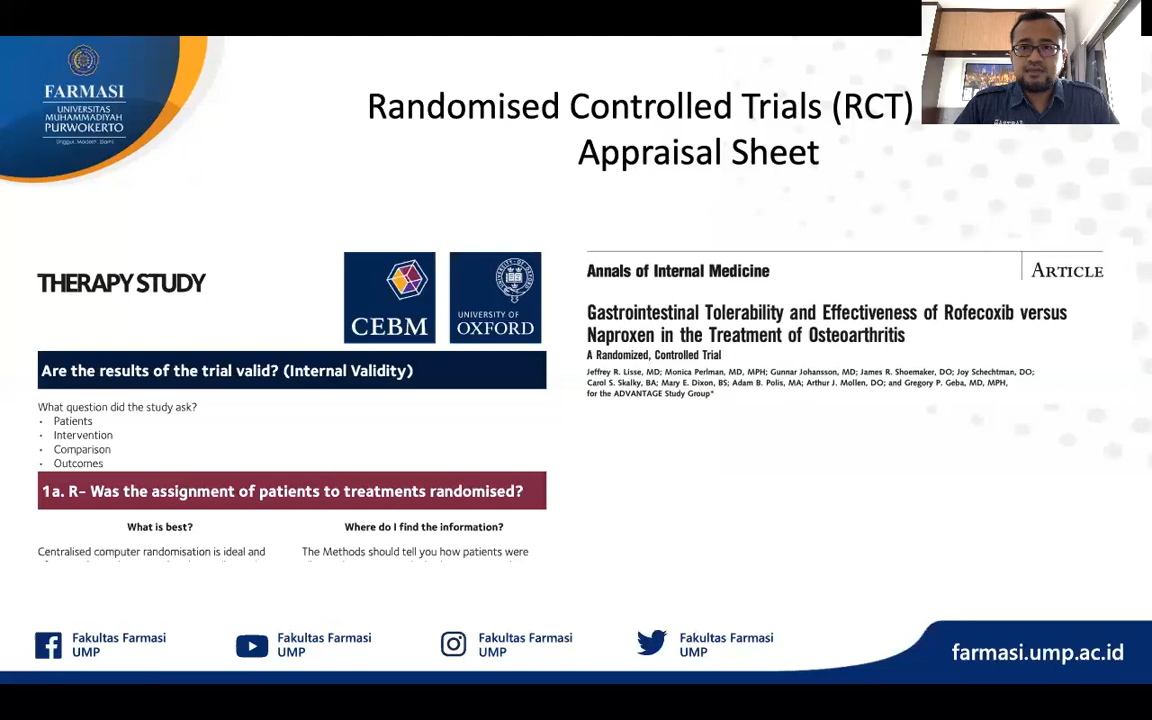 FARMASI
UNIVERSITAS
MUHAMMADIYAH
PURWOKERTO
Randomised Controlled Trials (RCT)
Appraisal Sheet
THERAPY STUDY
CEBM
UNIVERSITY OF
OXFORD
Are the results of the trial valid? (Internal Validity)
What question did the study ask?
• Patients
• Intervention
• Comparison
• Outcomes
1a. R- Was the assignment of patients to treatments randomised?
What is best?
Where do I find the information?
Centralised computer randomisation is ideal and
The Methods should tell you how patients were
Annals of Internal Medicine
ARTICLE
Gastrointestinal Tolerability and Effectiveness of Rofecoxib versus
Naproxen in the Treatment of Osteoarthritis
A Randomized, Controlled Trial
Jeffrey R. Lisse, MD; Monica Perlman, MD, MPH; Gunnar Johansson, MD; James R. Shoemaker, DO; Joy Schechtman, DO;
Carol S. Skalky, BA; Mary E. Dixon, BS; Adam B. Polis, MA; Arthur J. Mollen, DO; and Gregory P. Geba, MD, MPH,
for the ADVANTAGE Study Group*
Fakultas Farmasi
UMP
Fakultas Farmasi
UMP
Fakultas Farmasi
UMP
Fakultas Farmasi
UMP
farmasi.ump.ac.id